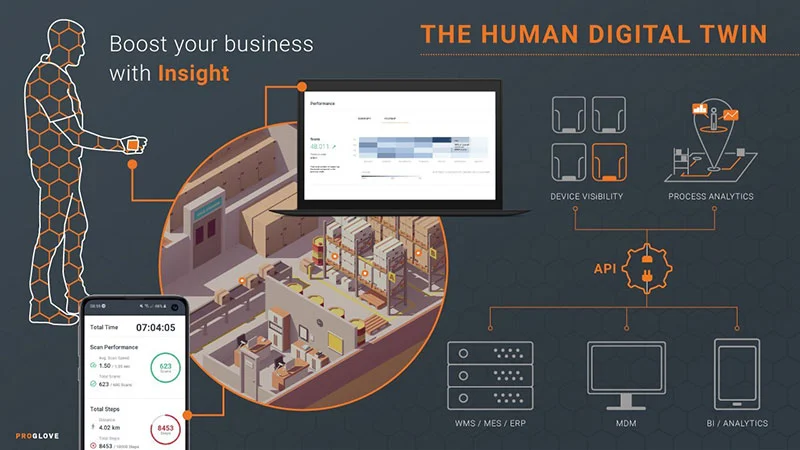 THE HUMAN DIGITAL TWIN
Boost your business
with Insight
Performance
48.011
DEVICE VISIBILITY
PROCESS ANALYTICS
API
WMS / MES / ERP
MDM
BI / ANALYTICS
Total Time 07:04:05
Scan Performance
Avg. Scan Speed
1.50
Total Scans
623
623
Scans
Total Steps
Distance
4.02 km
Total Steps
8453
8453
Steps
PROGLOVE